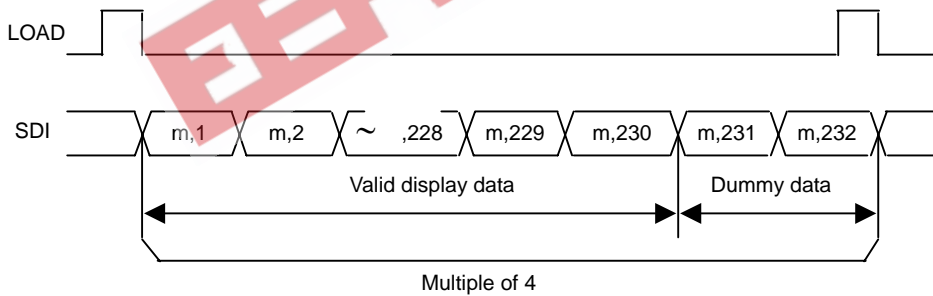 LOAD
SDI
m,1 m,2 ~ ,228 m,229 m,230 m,231 m,232
Valid display data
Dummy data
Multiple of 4